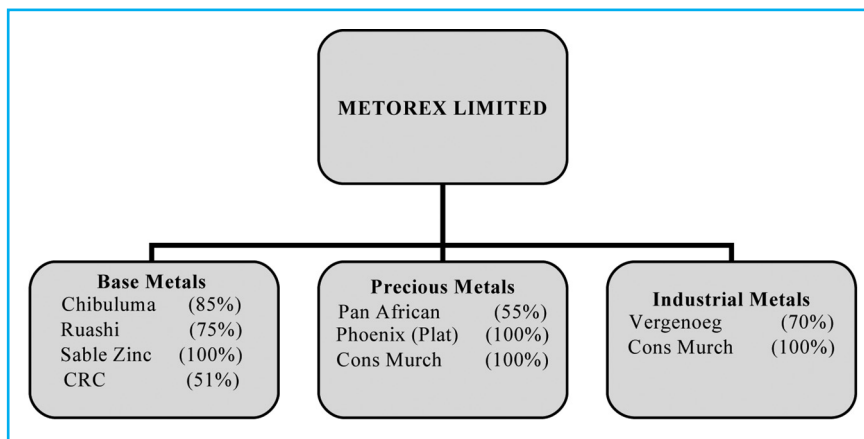 METOREX LIMITED
Base Metals
Chibuluma (85%)
Ruashi (75%)
Sable Zinc (100%)
CRC (51%)
Precious Metals
Pan African (55%)
Phoenix (Plat) (100%)
Cons Murch (100%)
Industrial Metals
Vergenoeg (70%)
Cons Murch (100%)